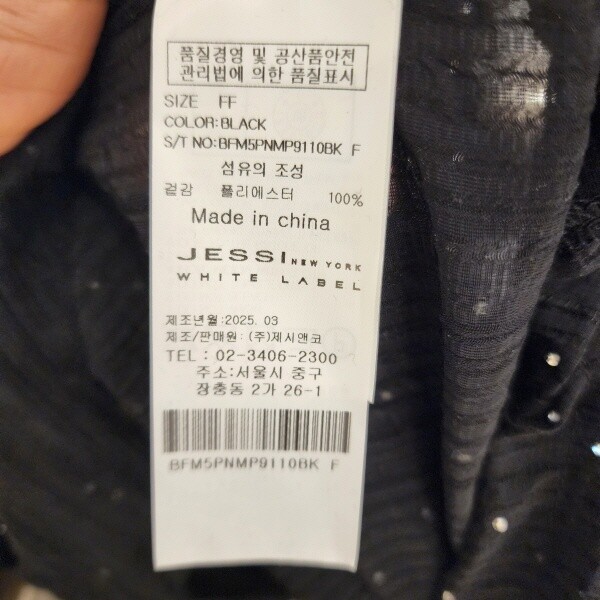 품질경영 및 공산품안전
관리법에 의한 품질표시
SIZE FF
COLOR:BLACK
S/T NO:BFM5PNMP9110BK F
섬유의 조성
겉감 폴리에스터 100%
Made in china
JESSI NEW YORK
WHITE LABEL
제조년월:2025. 03
제조/판매원: (주)제시앤코
TEL : 02-3406-2300
주소:서울시 중구
장충동 2가 26-1
BFM5PNMP9110BK F